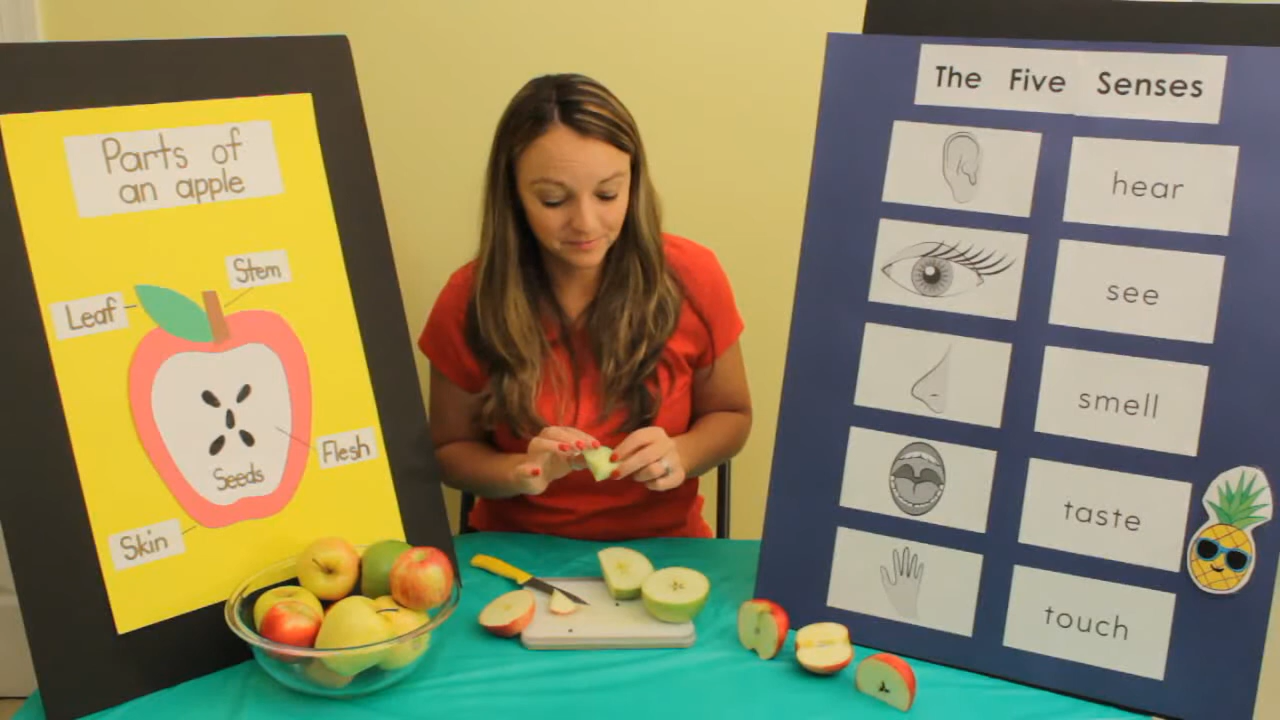 Parts of
an apple
Stem
Leaf
Flesh
Seeds
Skin
The Five Senses
hear
see
smell
taste
touch